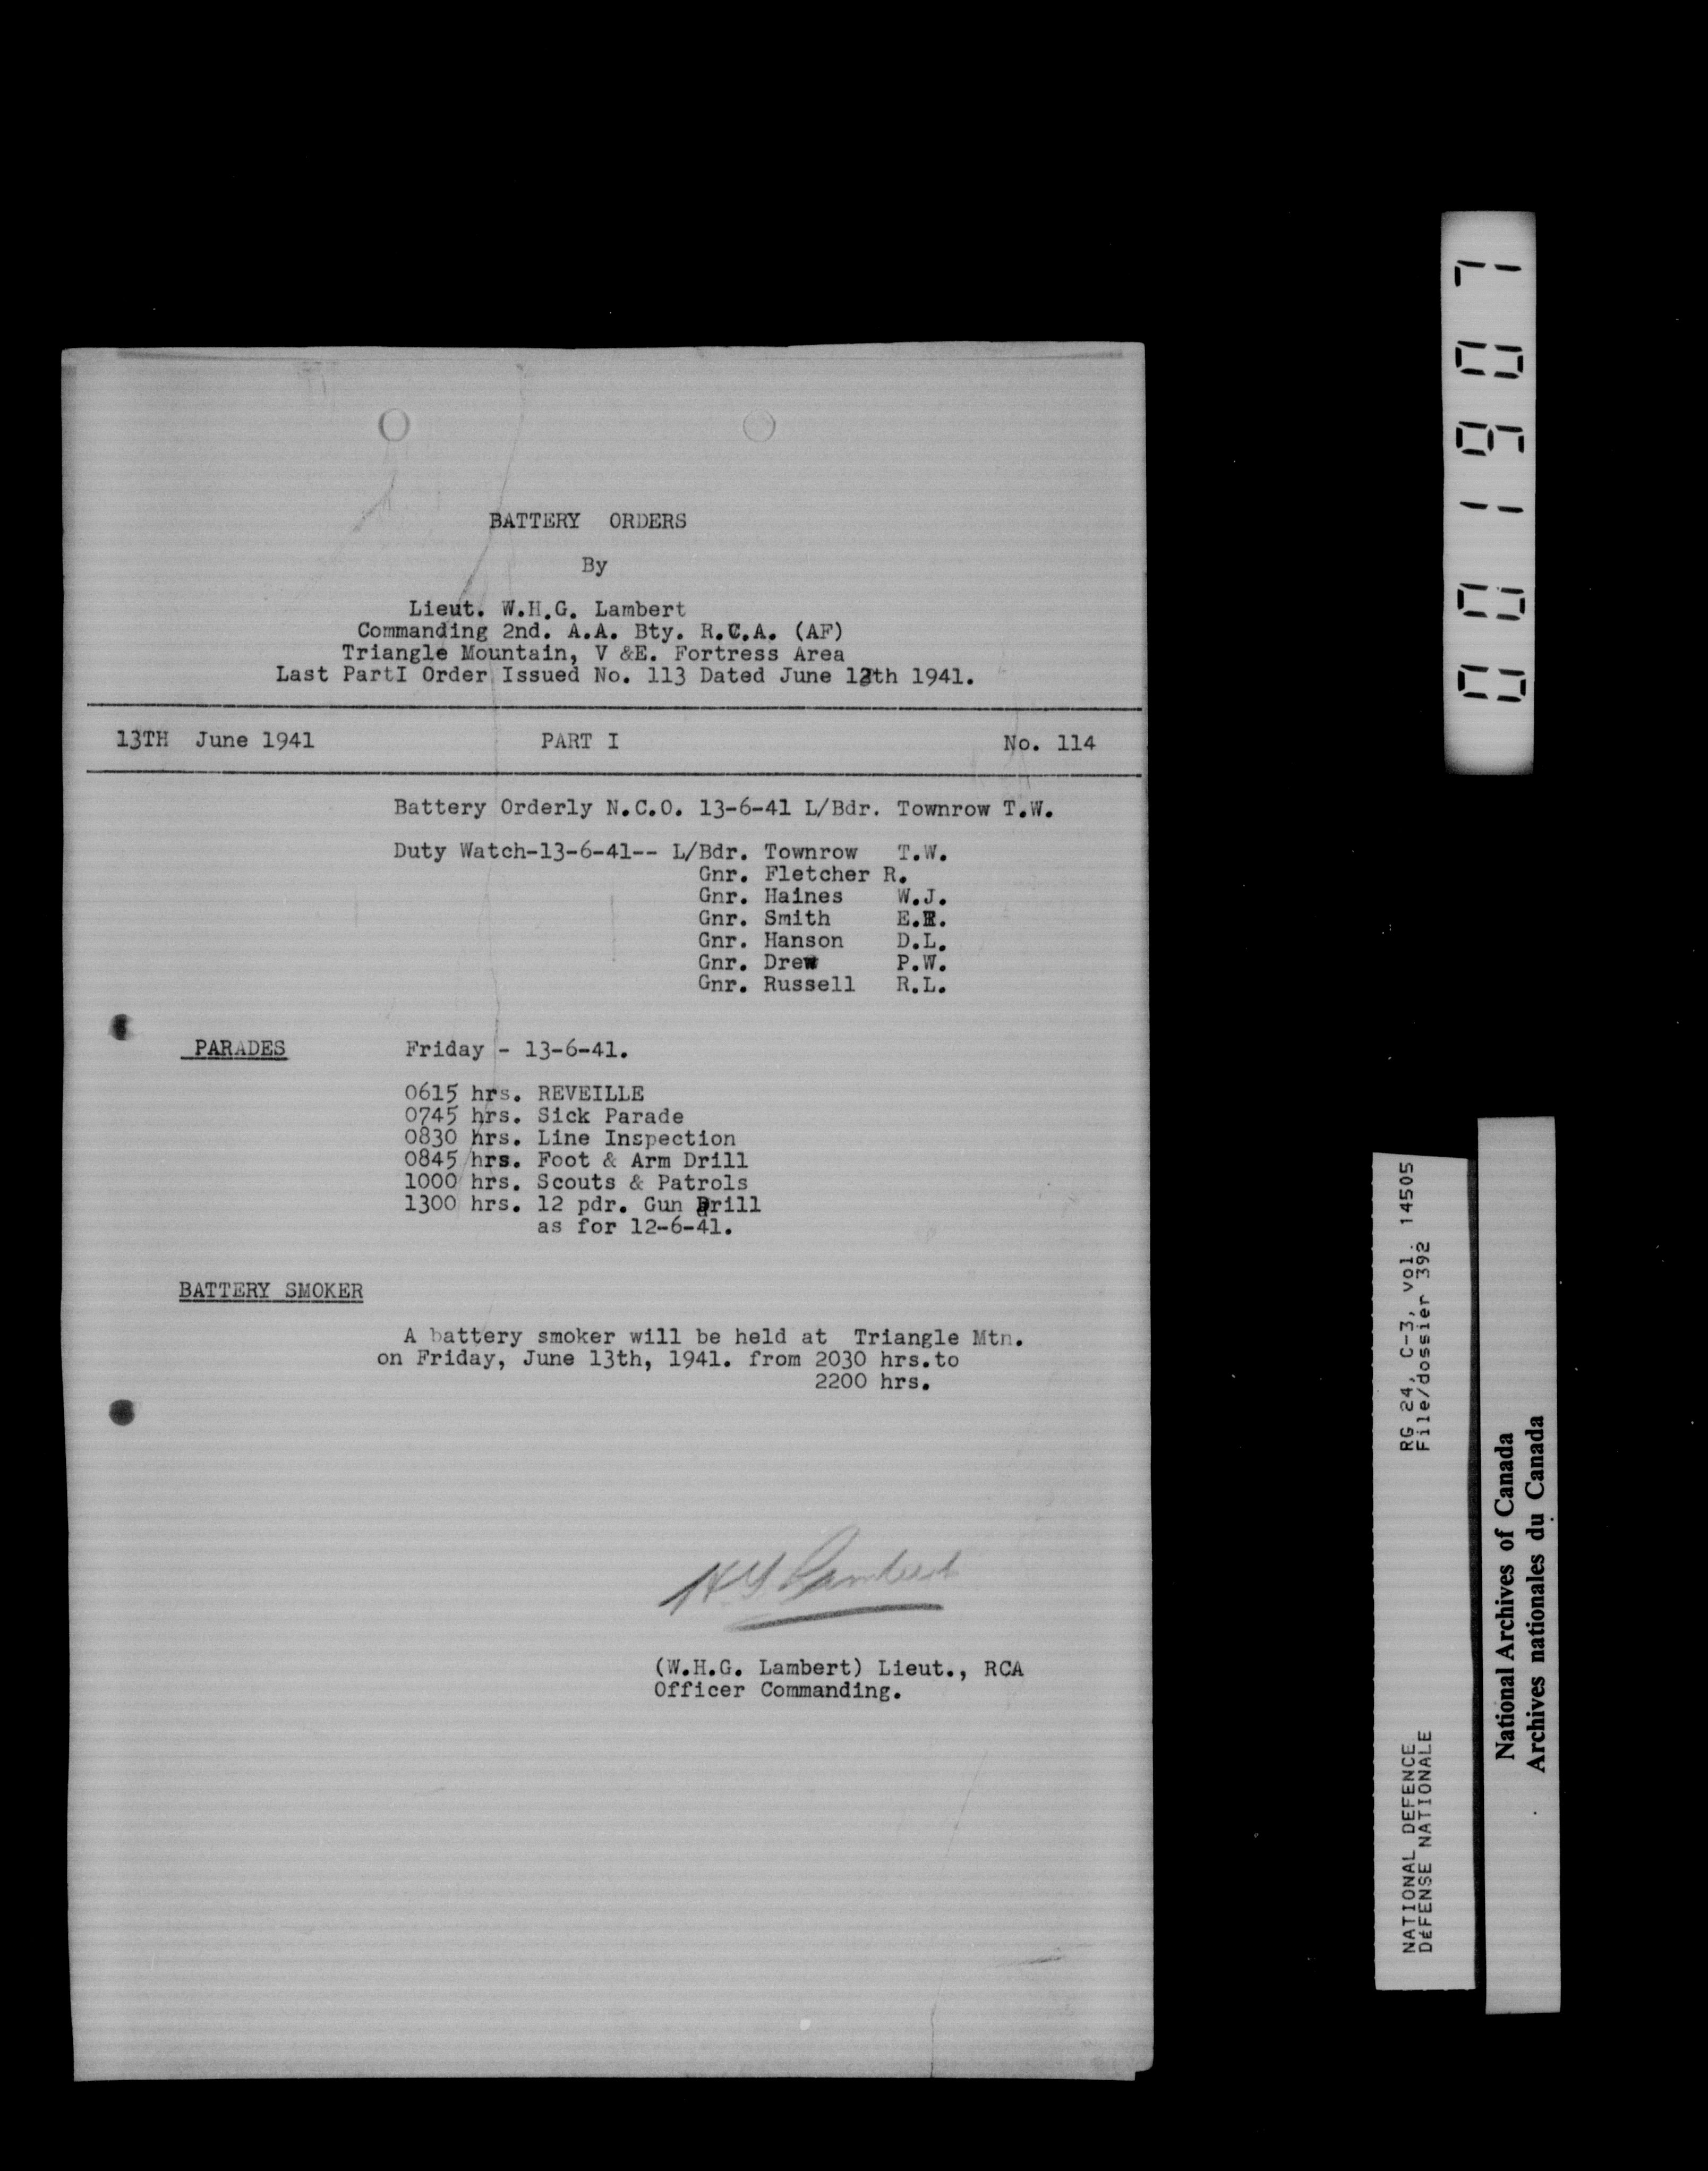 BATTERY ORDERS
By
Lieut. W.H.G. Lambert
Commanding 2nd. A.A. Bty. R.C.A. (AF)
Triangle Mountain, V &E. Fortress Area
Last PartI Order Issued No. 113 Dated June 12th 1941.
13TH June 1941 PART I No. 114
Battery Orderly N.C.O. 13-6-41 L/Bdr. Townrow T.W.
Duty Watch-13-6-41-- L/Bdr. Townrow T.W.
Gnr. Fletcher R.
Gnr. Haines W.J.
Gnr. Smith
Gnr. Hanson D.L.
Gnr. Drew P.W.
Gnr. Russell R.L.
PARADES Friday - 13-6-41.
0615 hrs. REVEILLE
0745 hrs. Sick Parade
0830 hrs. Line Inspection
0845 hrs. Foot & Arm Drill
1000 hrs. Scouts & Patrols
1300 hrs. 12 pdr. Gun Drill
as for 12-6-41.
BATTERY SMOKER
A battery smoker will be held at Triangle Mtn.
on Friday, June 13th, 1941. from 2030 hrs.to
2200 hrs.
Lambert
(W.H.G. Lambert) Lieut., RCA
Officer Commanding.
0001907
NATIONAL DEFENCE RG 24, C-3, vol. 14505
DÉFENSE NATIONALE File/dossier 392
National Archives of Canada
Archives nationales du Canada